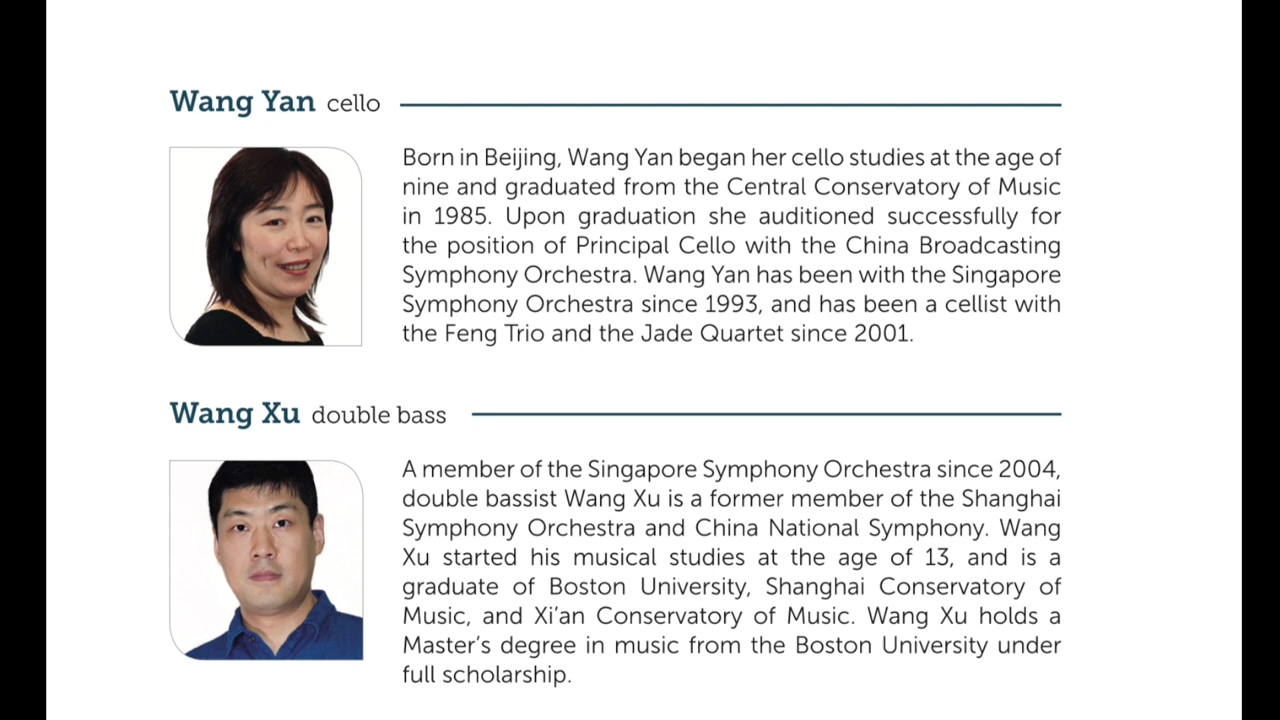 Wang Yan cello
Born in Beijing, Wang Yan began her cello studies at the age of
nine and graduated from the Central Conservatory of Music
in 1985. Upon graduation she auditioned successfully for
the position of Principal Cello with the China Broadcasting
Symphony Orchestra. Wang Yan has been with the Singapore
Symphony Orchestra since 1993, and has been a cellist with
the Feng Trio and the Jade Quartet since 2001.
Wang Xu double bass
A member of the Singapore Symphony Orchestra since 2004,
double bassist Wang Xu is a former member of the Shanghai
Symphony Orchestra and China National Symphony. Wang
Xu started his musical studies at the age of 13, and is a
graduate of Boston University, Shanghai Conservatory of
Music, and Xi’an Conservatory of Music. Wang Xu holds a
Master’s degree in music from the Boston University under
full scholarship.